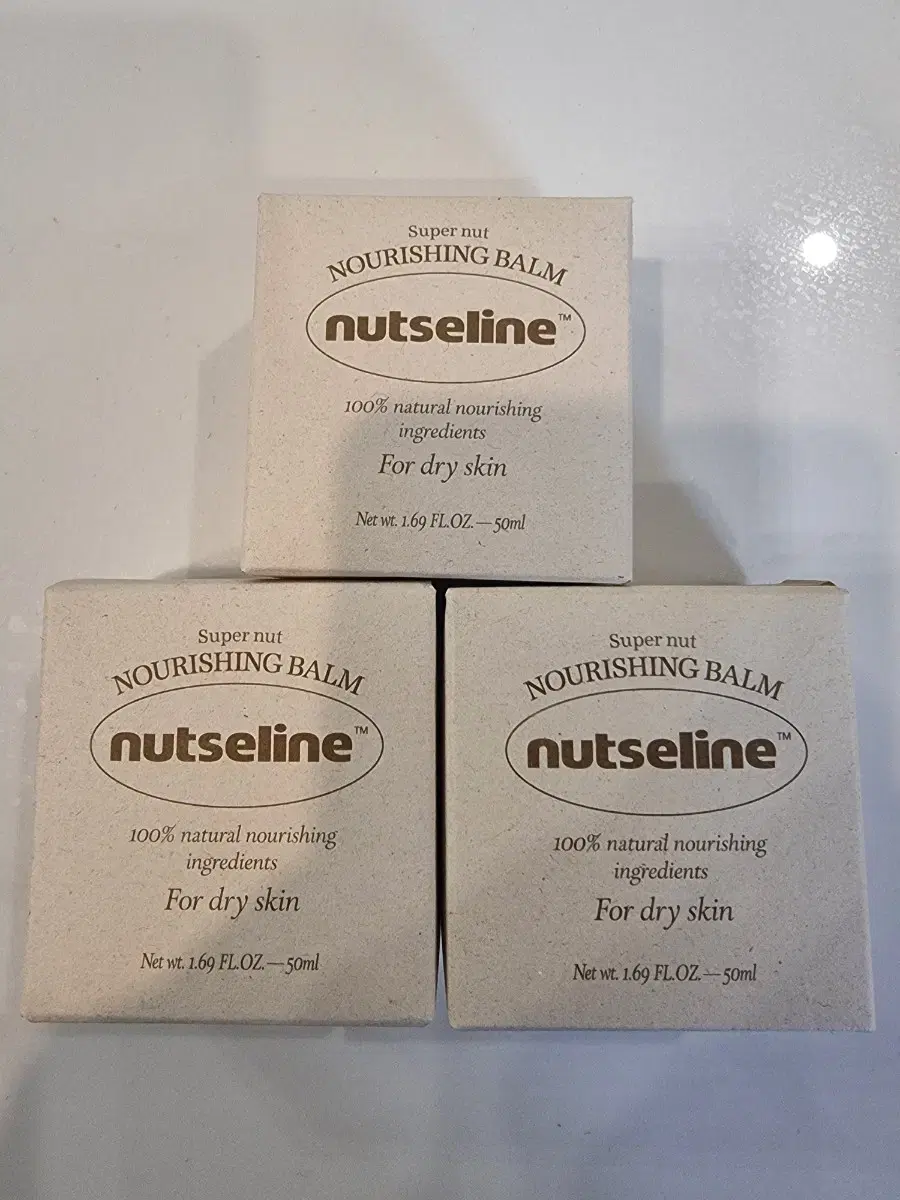 Super nut
NOURISHING BALM
nutseline™
100% natural nourishing
ingredients
For dry skin
Net wt. 1.69 FL.OZ.—50ml
Super nut
NOURISHING BALM
nutseline™
100% natural nourishing
ingredients
For dry skin
Net wt. 1.69 FL.OZ.—50ml
Super nut
NOURISHING BALM
nutseline™
100% natural nourishing
ingredients
For dry skin
Net wt. 1.69 FL.OZ.—50ml